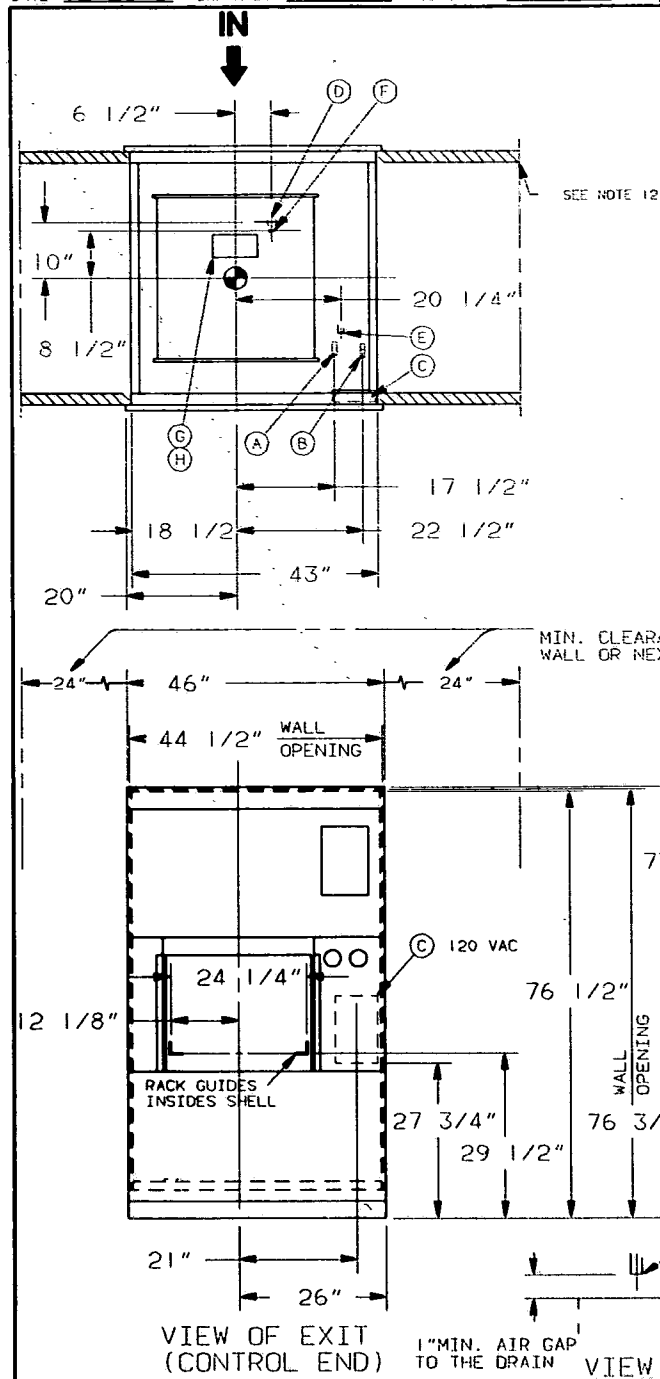 IN
6 1/2"
D
F
SEE NOTE 12
10"
20 1/4"
8 1/2"
E
C
G
H
A
B
17 1/2"
18 1/2
22 1/2"
43"
20"
MIN. CLEARA
WALL OR NEX
24"
46"
24"
44 1/2"
WALL
OPENING
7
C
120 VAC
24 1/4"
76 1/2"
12 1/8"
WALL
OPENING
RACK GUIDES
INSIDES SHELL
27 3/4"
76 3/
29 1/2"
21"
26"
VIEW OF EXIT
(CONTROL END)
1"MIN. AIR GAP
TO THE DRAIN
VIEW